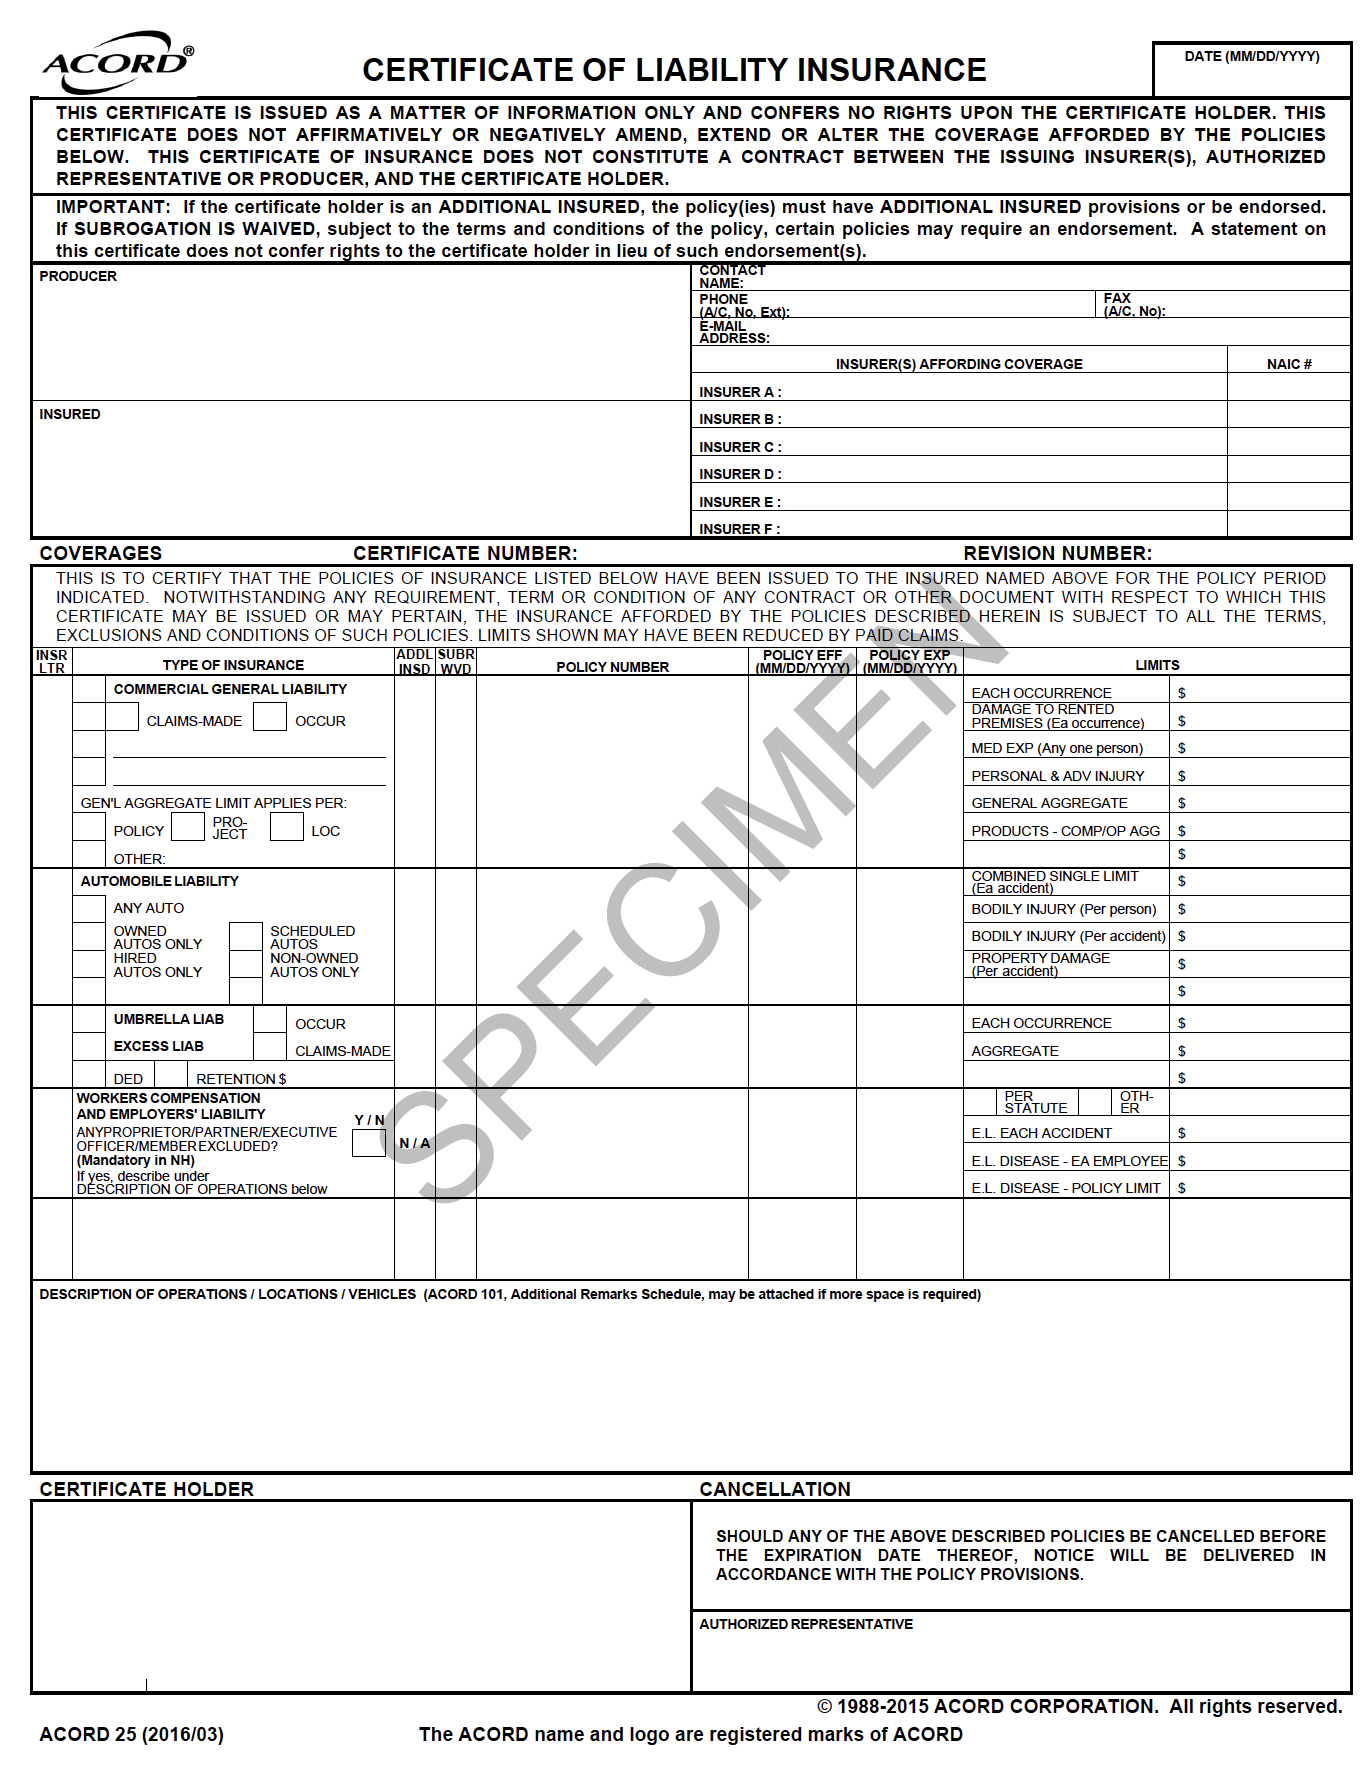 ACORD®
CERTIFICATE OF LIABILITY INSURANCE
DATE (MM/DD/YYYY)
THIS CERTIFICATE IS ISSUED AS A MATTER OF INFORMATION ONLY AND CONFERS NO RIGHTS UPON THE CERTIFICATE HOLDER. THIS
CERTIFICATE DOES NOT AFFIRMATIVELY OR NEGATIVELY AMEND, EXTEND OR ALTER THE COVERAGE AFFORDED BY THE POLICIES
BELOW. THIS CERTIFICATE OF INSURANCE DOES NOT CONSTITUTE A CONTRACT BETWEEN THE ISSUING INSURER(S), AUTHORIZED
REPRESENTATIVE OR PRODUCER, AND THE CERTIFICATE HOLDER.
IMPORTANT: If the certificate holder is an ADDITIONAL INSURED, the policy(ies) must have ADDITIONAL INSURED provisions or be endorsed.
If SUBROGATION IS WAIVED, subject to the terms and conditions of the policy, certain policies may require an endorsement. A statement on
this certificate does not confer rights to the certificate holder in lieu of such endorsement(s).
PRODUCER
CONTACT
NAME:
PHONE
(A/C, No, Ext):
FAX
(A/C, No):
E-MAIL
ADDRESS:
INSURER(S) AFFORDING COVERAGE
NAIC #
INSURER A :
INSURED
INSURER B :
INSURER C :
INSURER D :
INSURER E :
INSURER F :
COVERAGES
CERTIFICATE NUMBER:
REVISION NUMBER:
THIS IS TO CERTIFY THAT THE POLICIES OF INSURANCE LISTED BELOW HAVE BEEN ISSUED TO THE INSURED NAMED ABOVE FOR THE POLICY PERIOD
INDICATED. NOTWITHSTANDING ANY REQUIREMENT, TERM OR CONDITION OF ANY CONTRACT OR OTHER DOCUMENT WITH RESPECT TO WHICH THIS
CERTIFICATE MAY BE ISSUED OR MAY PERTAIN, THE INSURANCE AFFORDED BY THE POLICIES DESCRIBED HEREIN IS SUBJECT TO ALL THE TERMS,
EXCLUSIONS AND CONDITIONS OF SUCH POLICIES. LIMITS SHOWN MAY HAVE BEEN REDUCED BY PAID CLAIMS.
INSR
LTR
TYPE OF INSURANCE
ADDL
INSD
SUBR
WVD
POLICY NUMBER
POLICY EFF
(MM/DD/YYYY)
POLICY EXP
(MM/DD/YYYY)
LIMITS
COMMERCIAL GENERAL LIABILITY
CLAIMS-MADE
OCCUR
GEN'L AGGREGATE LIMIT APPLIES PER:
POLICY
PRO-
JECT
LOC
OTHER:
EACH OCCURRENCE $
DAMAGE TO RENTED
PREMISES (Ea occurrence) $
MED EXP (Any one person) $
PERSONAL & ADV INJURY $
GENERAL AGGREGATE $
PRODUCTS - COMP/OP AGG $
$
AUTOMOBILE LIABILITY
ANY AUTO
OWNED
AUTOS ONLY
SCHEDULED
AUTOS
HIRED
AUTOS ONLY
NON-OWNED
AUTOS ONLY
COMBINED SINGLE LIMIT
(Ea accident) $
BODILY INJURY (Per person) $
BODILY INJURY (Per accident) $
PROPERTY DAMAGE
(Per accident) $
$
UMBRELLA LIAB
OCCUR
EXCESS LIAB
CLAIMS-MADE
DED
RETENTION $
EACH OCCURRENCE $
AGGREGATE $
$
WORKERS COMPENSATION
AND EMPLOYERS' LIABILITY
Y / N
ANYPROPRIETOR/PARTNER/EXECUTIVE
OFFICER/MEMBER EXCLUDED?
N / A
(Mandatory in NH)
If yes, describe under
DESCRIPTION OF OPERATIONS below
PER
STATUTE
OTH-
ER
E.L. EACH ACCIDENT $
E.L. DISEASE - EA EMPLOYEE $
E.L. DISEASE - POLICY LIMIT $
SPECIMEN
DESCRIPTION OF OPERATIONS / LOCATIONS / VEHICLES (ACORD 101, Additional Remarks Schedule, may be attached if more space is required)
CERTIFICATE HOLDER
CANCELLATION
SHOULD ANY OF THE ABOVE DESCRIBED POLICIES BE CANCELLED BEFORE
THE EXPIRATION DATE THEREOF, NOTICE WILL BE DELIVERED IN
ACCORDANCE WITH THE POLICY PROVISIONS.
AUTHORIZED REPRESENTATIVE
© 1988-2015 ACORD CORPORATION. All rights reserved.
ACORD 25 (2016/03)
The ACORD name and logo are registered marks of ACORD